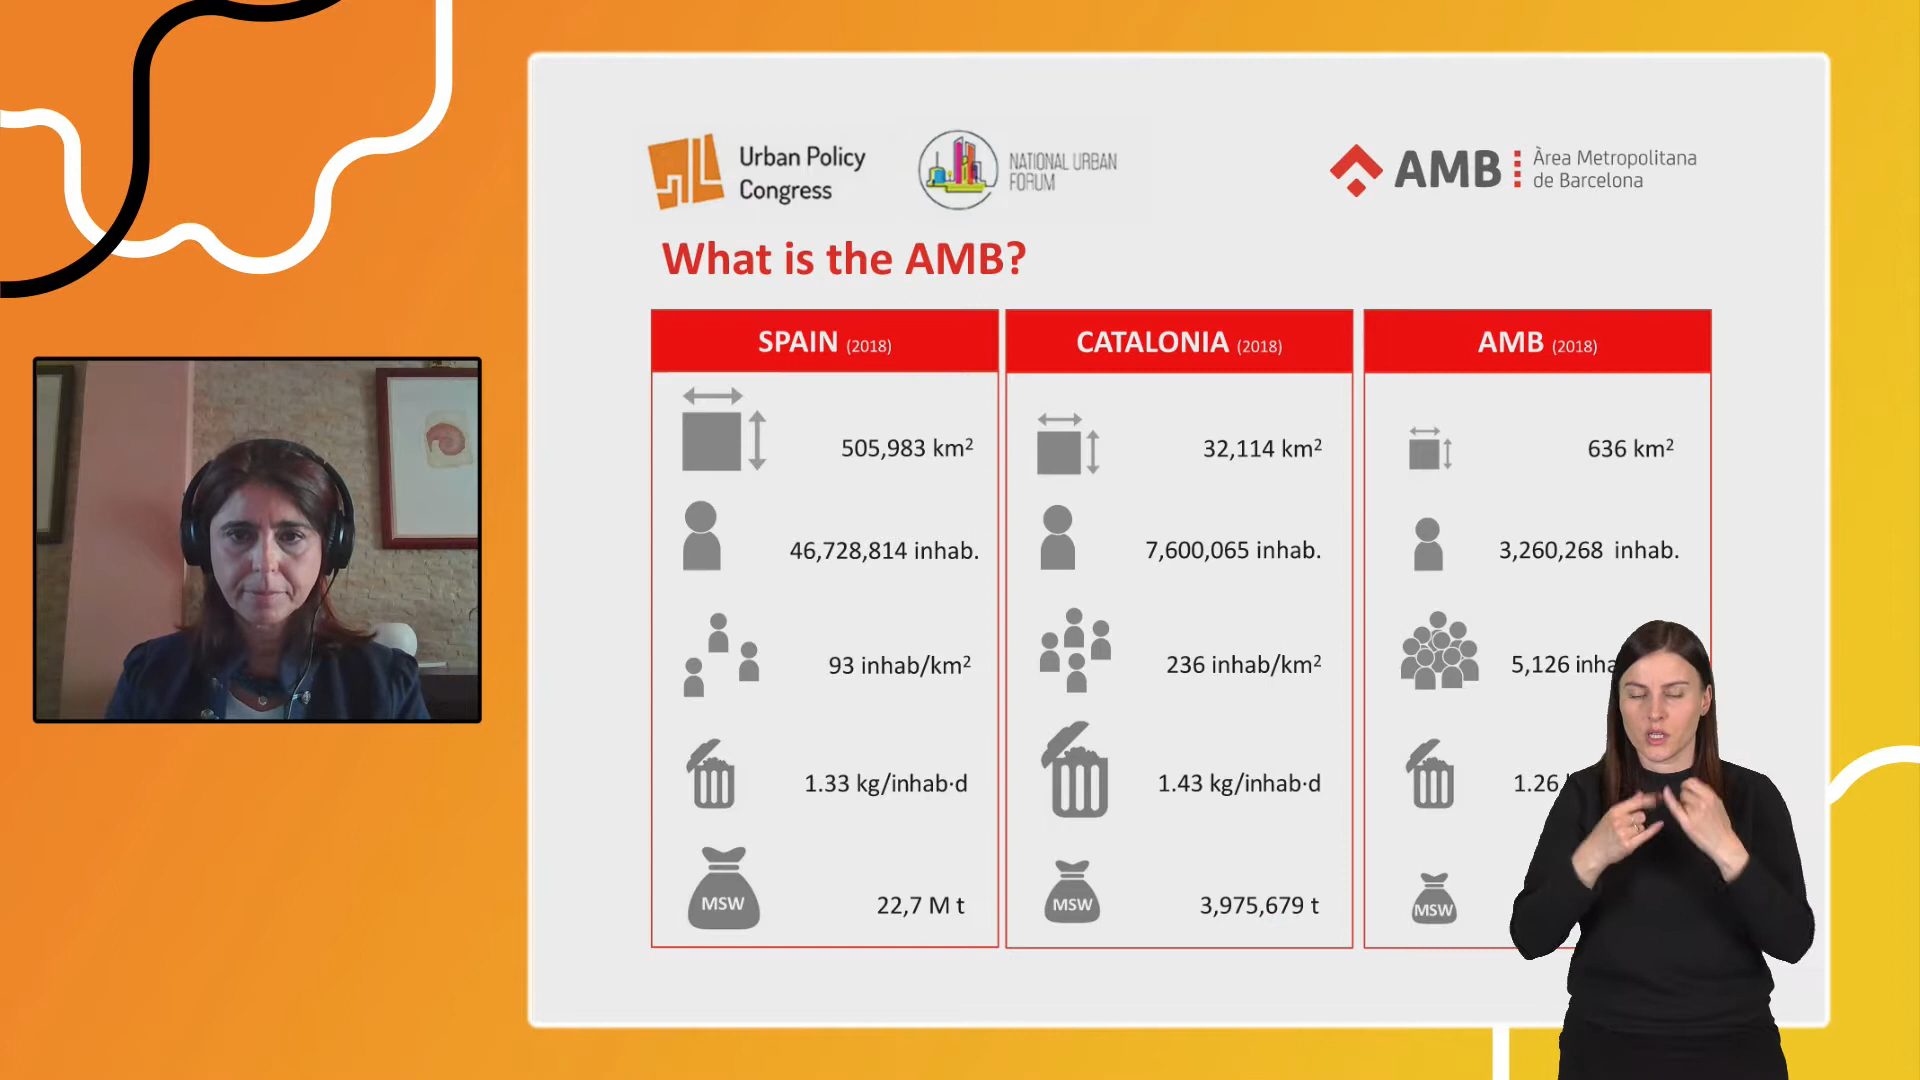 Urban Policy
Congress
NATIONAL URBAN
FORUM
AMB
Àrea Metropolitana
de Barcelona
What is the AMB?
SPAIN (2018)
505,983 km²
46,728,814 inhab.
93 inhab/km²
1.33 kg/inhab·d
MSW
22,7 M t
CATALONIA (2018)
32,114 km²
7,600,065 inhab.
236 inhab/km²
1.43 kg/inhab·d
MSW
3,975,679 t
AMB (2018)
636 km²
3,260,268 inhab.
5,126
1.26
MSW